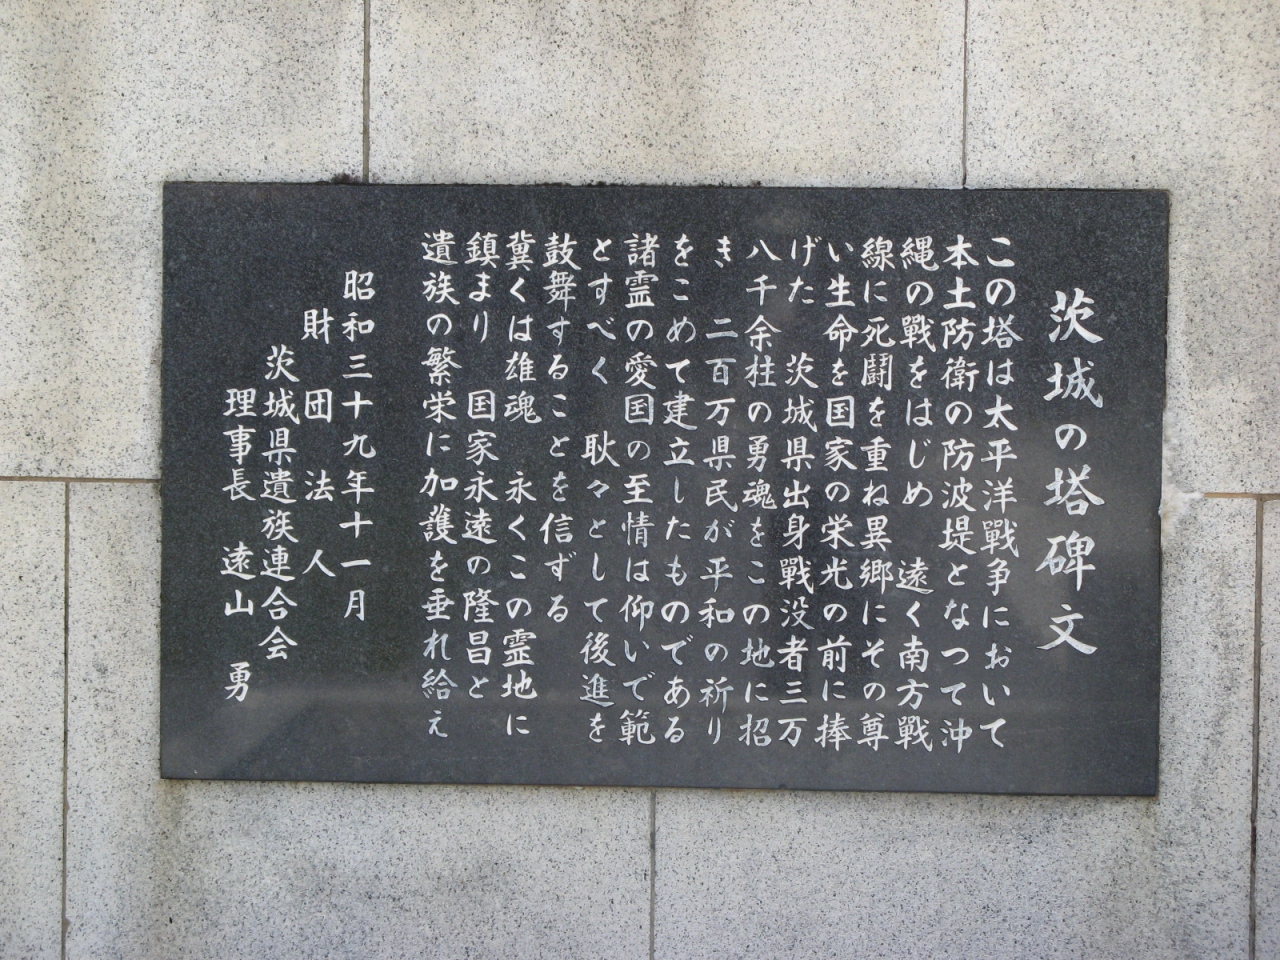 茨城の塔碑文
この塔は太平洋戰争において
本土防衛の防波堤となつて沖
縄の戰をはじめ　遠く南方戰
線に死闘を重ね異郷にその尊
い生命を国家の栄光の前に捧
げた　茨城県出身戰没者三万
八千余柱の勇魂をこの地に招
き　二百万県民が平和の祈り
をこめて建立したものである
諸霊の愛国の至情は仰いで範
とすべく　耿々として後進を
鼓舞することを信ずる
冀くは雄魂　永くこの霊地に
鎮まり　国家永遠の隆昌と
遺族の繁栄に加護を垂れ給え
昭和三十九年十一月
財団法人
茨城県遺族連合会
理事長　遠山　勇